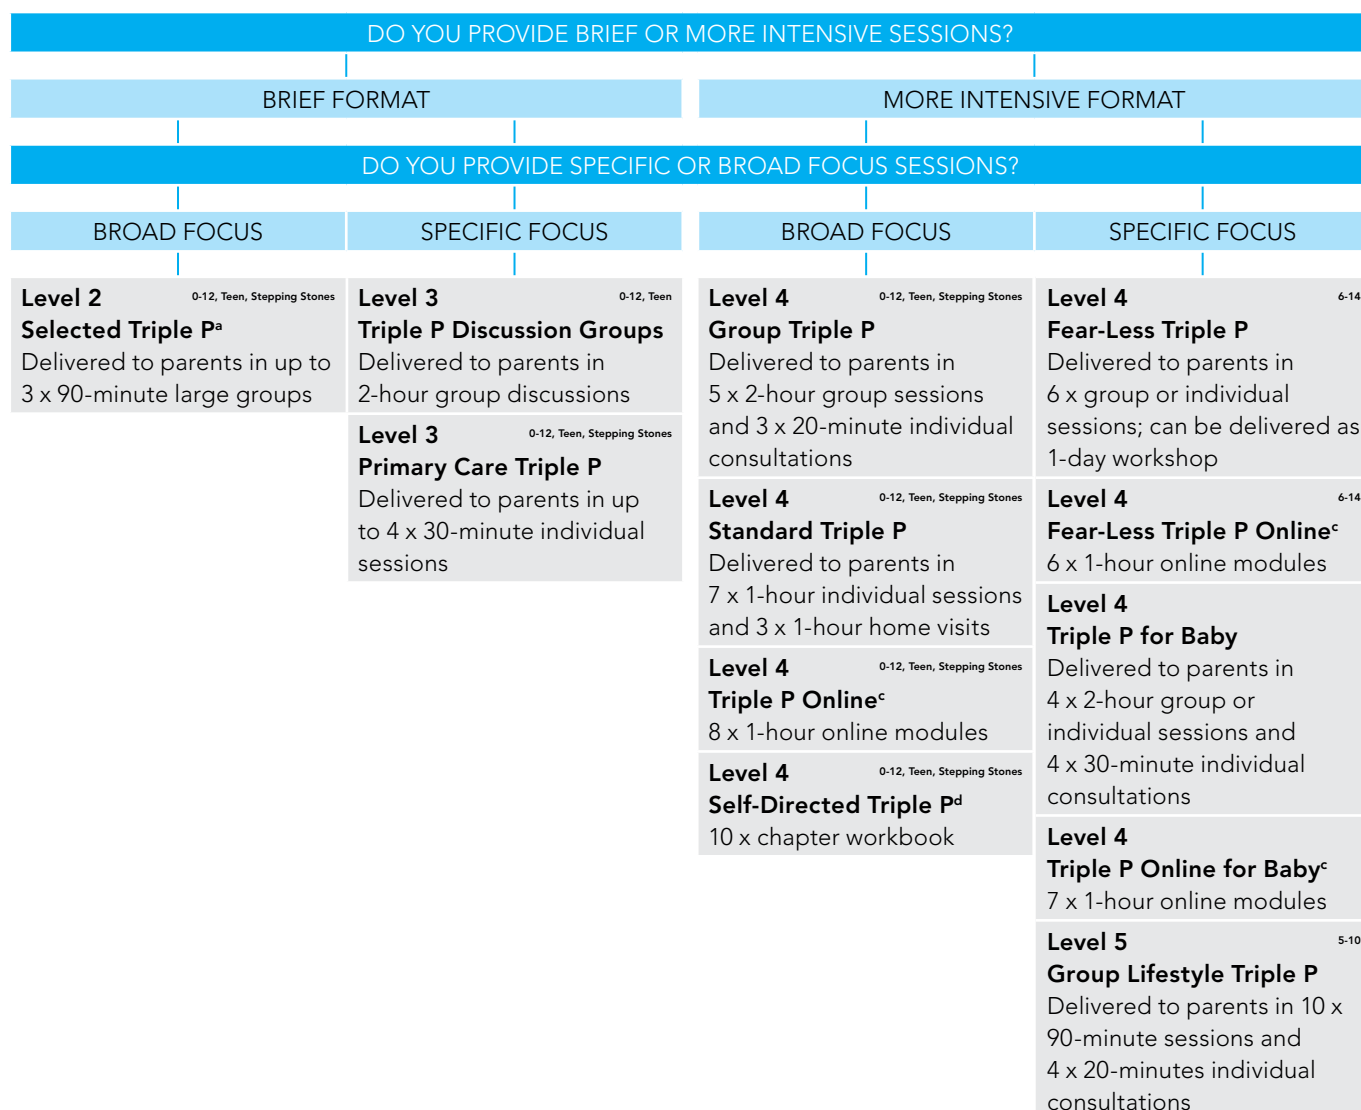 DO YOU PROVIDE BRIEF OR MORE INTENSIVE SESSIONS?
BRIEF FORMAT
MORE INTENSIVE FORMAT
DO YOU PROVIDE SPECIFIC OR BROAD FOCUS SESSIONS?
BROAD FOCUS
SPECIFIC FOCUS
BROAD FOCUS
SPECIFIC FOCUS
Level 2 0-12, Teen, Stepping Stones
Selected Triple Pᵃ
Delivered to parents in up to
3 x 90-minute large groups
Level 3 0-12, Teen
Triple P Discussion Groups
Delivered to parents in
2-hour group discussions
Level 3 0-12, Teen, Stepping Stones
Primary Care Triple P
Delivered to parents in up
to 4 x 30-minute individual
sessions
Level 4 0-12, Teen, Stepping Stones
Group Triple P
Delivered to parents in
5 x 2-hour group sessions
and 3 x 20-minute individual
consultations
Level 4 0-12, Teen, Stepping Stones
Standard Triple P
Delivered to parents in
7 x 1-hour individual sessions
and 3 x 1-hour home visits
Level 4 0-12, Teen, Stepping Stones
Triple P Onlineᶜ
8 x 1-hour online modules
Level 4 0-12, Teen, Stepping Stones
Self-Directed Triple Pᵈ
10 x chapter workbook
Level 4 6-14
Fear-Less Triple P
Delivered to parents in
6 x group or individual
sessions; can be delivered as
1-day workshop
Level 4 6-14
Fear-Less Triple P Onlineᶜ
6 x 1-hour online modules
Level 4
Triple P for Baby
Delivered to parents in
4 x 2-hour group or
individual sessions and
4 x 30-minute individual
consultations
Level 4
Triple P Online for Babyᶜ
7 x 1-hour online modules
Level 5 5-10
Group Lifestyle Triple P
Delivered to parents in 10 x
90-minute sessions and
4 x 20-minutes individual
consultations